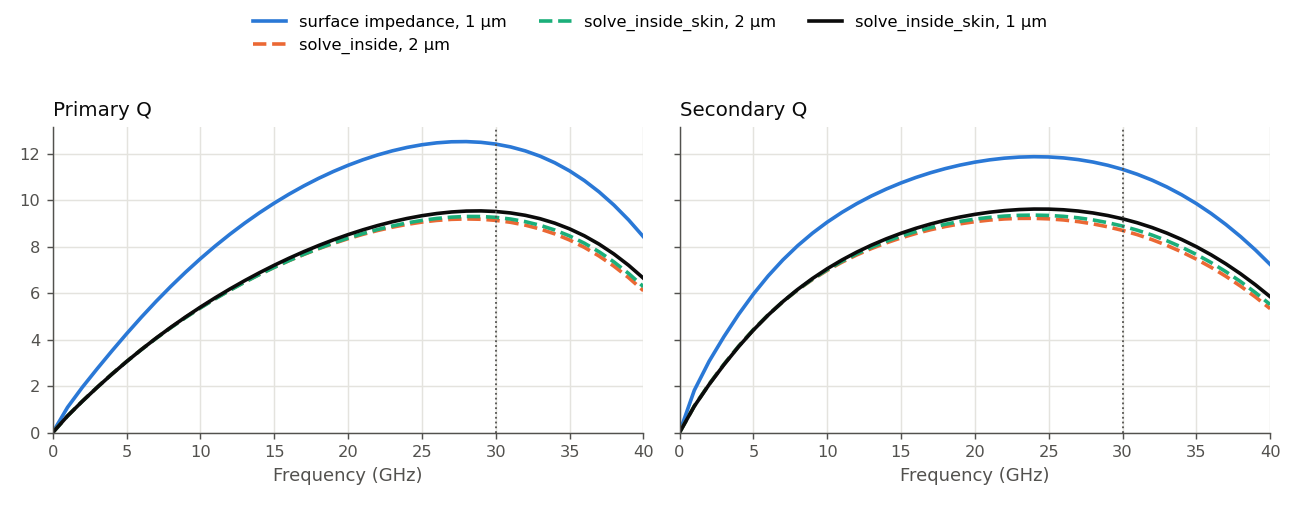 surface impedance, 1 μm
solve_inside, 2 μm
solve_inside_skin, 2 μm
solve_inside_skin, 1 μm
Primary Q
12
10
8
6
4
2
0
0 5 10 15 20 25 30 35 40
Frequency (GHz)
Secondary Q
0 5 10 15 20 25 30 35 40
Frequency (GHz)